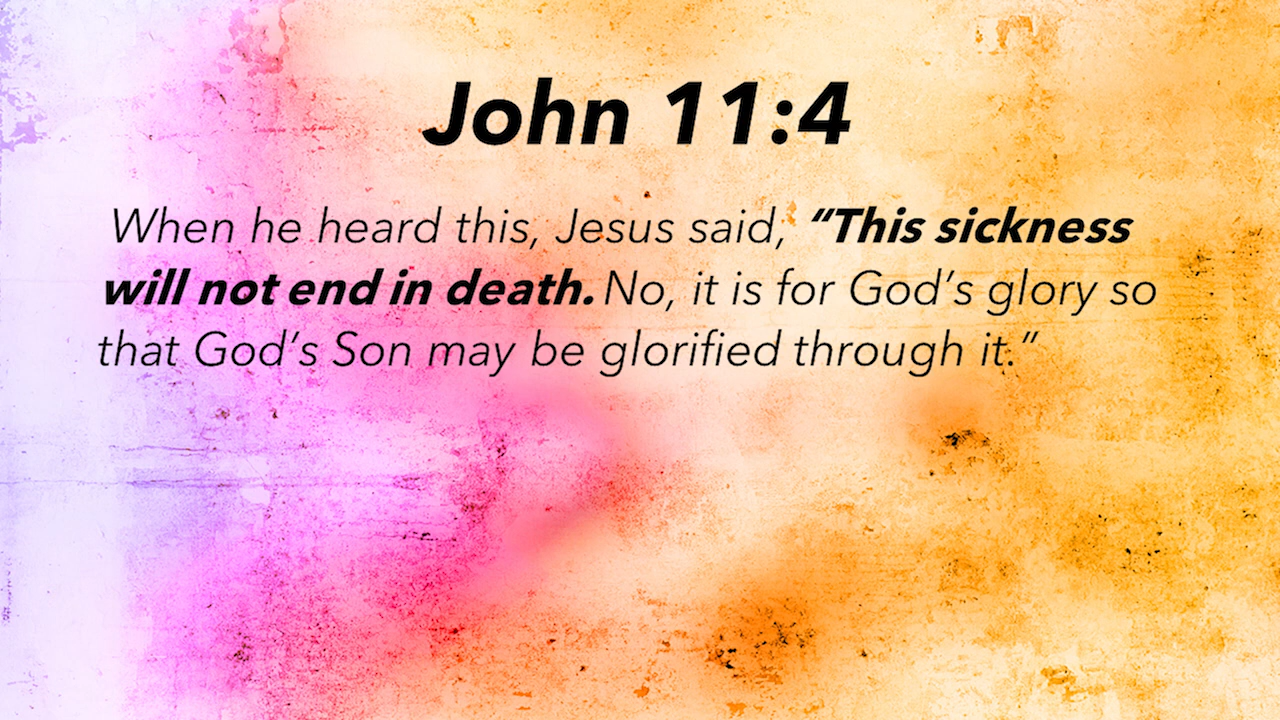 John 11:4
When he heard this, Jesus said, “This sickness
will not end in death. No, it is for God’s glory so
that God’s Son may be glorified through it.”